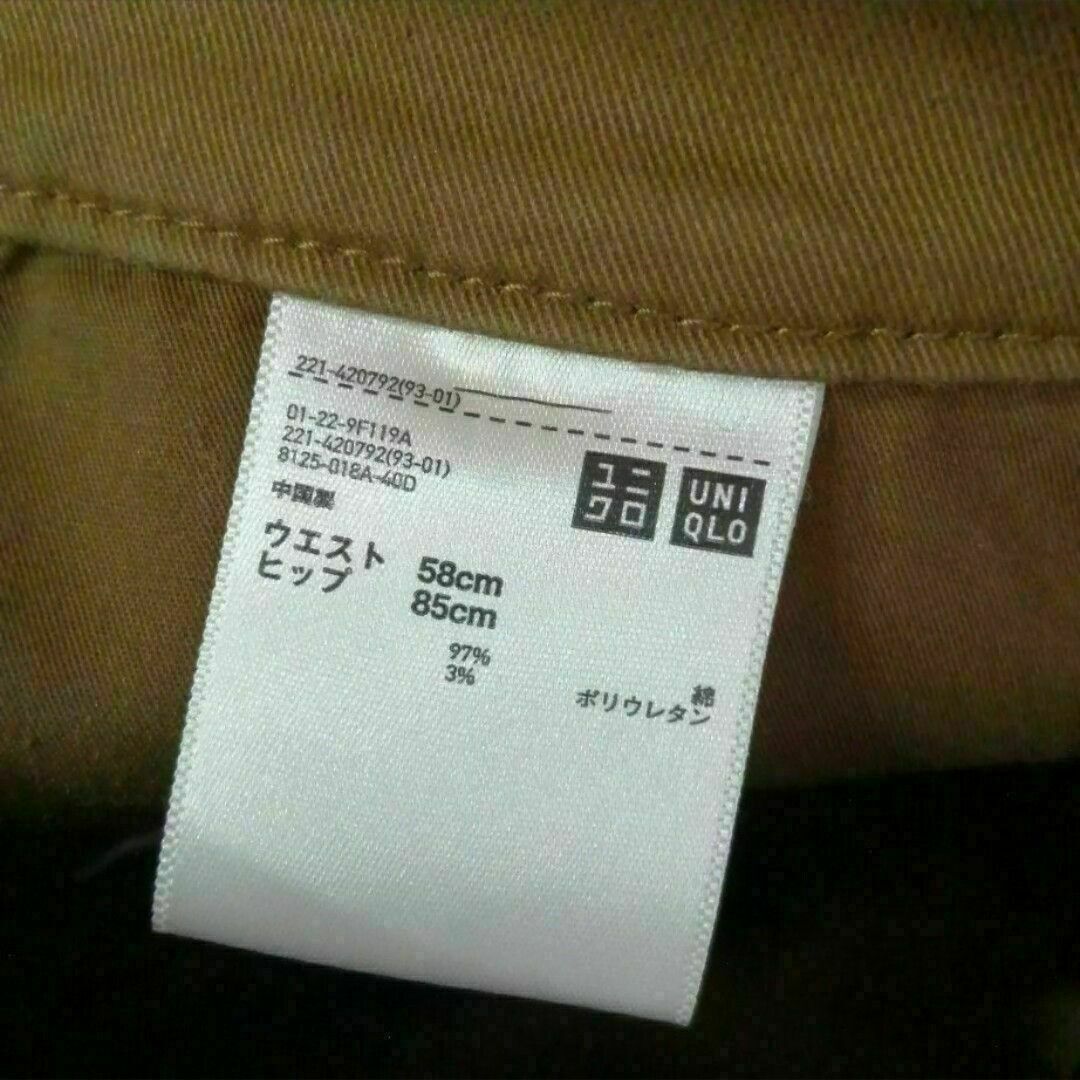 221-420792(93-01)
01-22-9F119A
221-420792(93-01)
8125-018A-40D
中国製
ユニ
クロ
UNI
QLO
ウエスト 58cm
ヒップ 85cm
97% 綿
3% ポリウレタン